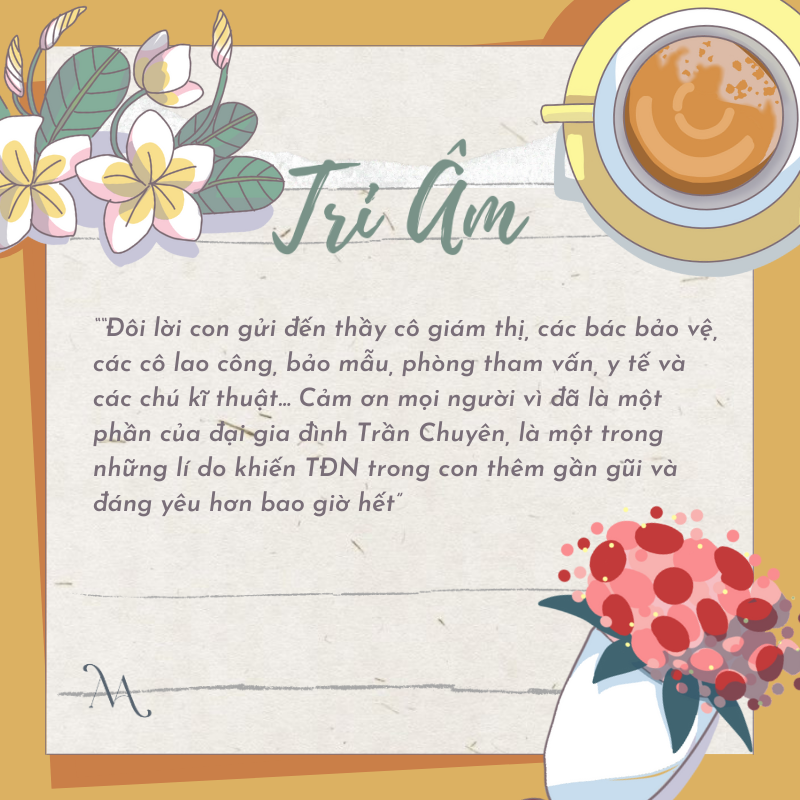 Tri Âm
"“Đôi lời con gửi đến thầy cô giám thị, các bác bảo vệ,
các cô lao công, bảo mẫu, phòng tham vấn, y tế và
các chú kĩ thuật... Cảm ơn mọi người vì đã là một
phần của đại gia đình Trần Chuyên, là một trong
những lí do khiến TĐN trong con thêm gần gũi và
đáng yêu hơn bao giờ hết”
M